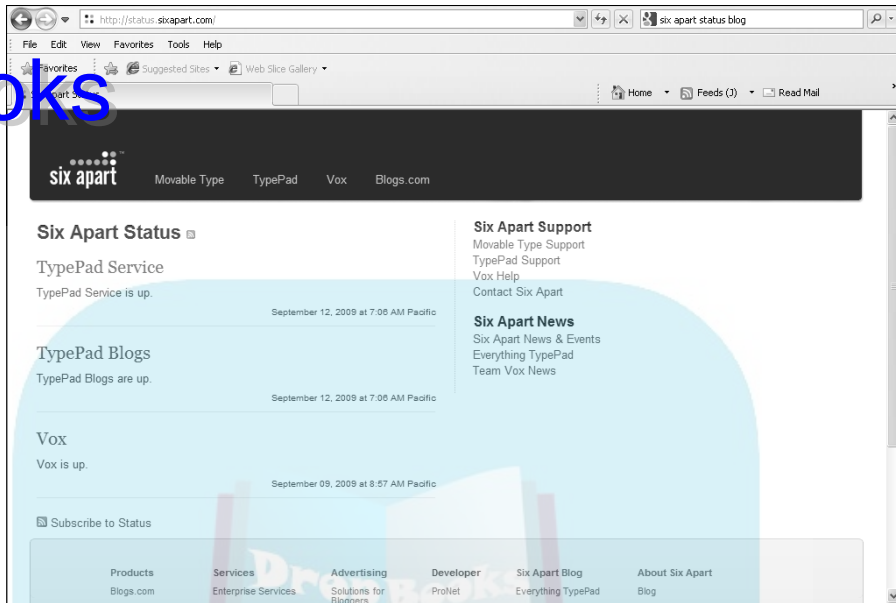 http://status.sixapart.com/
six apart status blog
File Edit View Favorites Tools Help
Favorites Suggested Sites Web Slice Gallery
oks
Home Feeds (J) Read Mail
six apart™ Movable Type TypePad Vox Blogs.com
Six Apart Status
TypePad Service
TypePad Service is up.
September 12, 2009 at 7:06 AM Pacific
TypePad Blogs
TypePad Blogs are up.
September 12, 2009 at 7:06 AM Pacific
Vox
Vox is up.
September 09, 2009 at 8:57 AM Pacific
Subscribe to Status
Six Apart Support
Movable Type Support
TypePad Support
Vox Help
Contact Six Apart
Six Apart News
Six Apart News & Events
Everything TypePad
Team Vox News
Products Services Advertising Developer Six Apart Blog About Six Apart
Blogs.com Enterprise Services Solutions for ProNet Everything TypePad Blog
Bloggers
Books